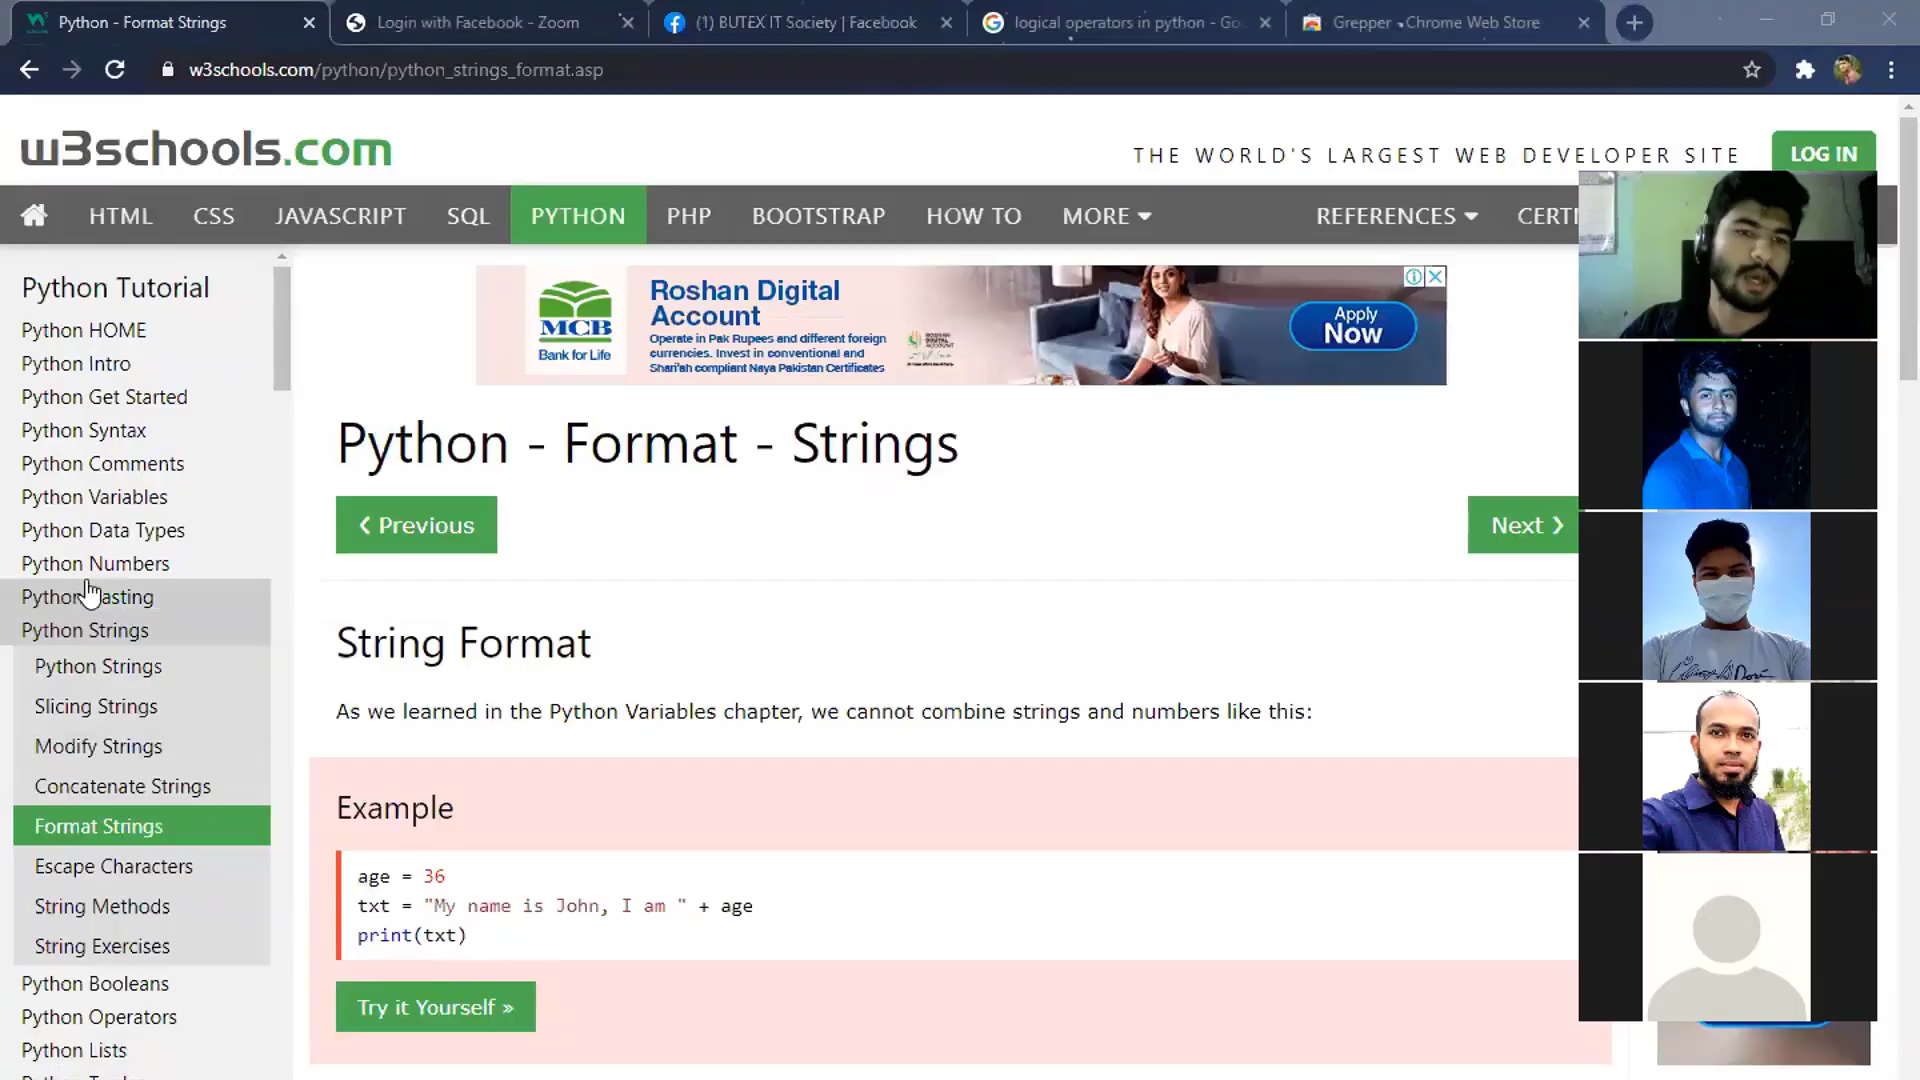 Python - Format Strings
Login with Facebook - Zoom
(1) BUTEX IT Society | Facebook
logical operators in python - Go
Grepper - Chrome Web Store
w3schools.com/python/python_strings_format.asp
w3schools.com
THE WORLD'S LARGEST WEB DEVELOPER SITE
LOG IN
HTML CSS JAVASCRIPT SQL PYTHON PHP BOOTSTRAP HOW TO MORE REFERENCES CERTI
Python Tutorial
Python HOME
Python Intro
Python Get Started
Python Syntax
Python Comments
Python Variables
Python Data Types
Python Numbers
Python asting
Python Strings
Python Strings
Slicing Strings
Modify Strings
Concatenate Strings
Format Strings
Escape Characters
String Methods
String Exercises
Python Booleans
Python Operators
Python Lists
MCB
Bank for Life
Roshan Digital
Account
Operate in Pak Rupees and different foreign
currencies. Invest in conventional and
Shari'ah compliant Naya Pakistan Certificates
Apply
Now
Python - Format - Strings
❮ Previous
Next ❯
String Format
As we learned in the Python Variables chapter, we cannot combine strings and numbers like this:
Example
age = 36
txt = "My name is John, I am " + age
print(txt)
Try it Yourself »